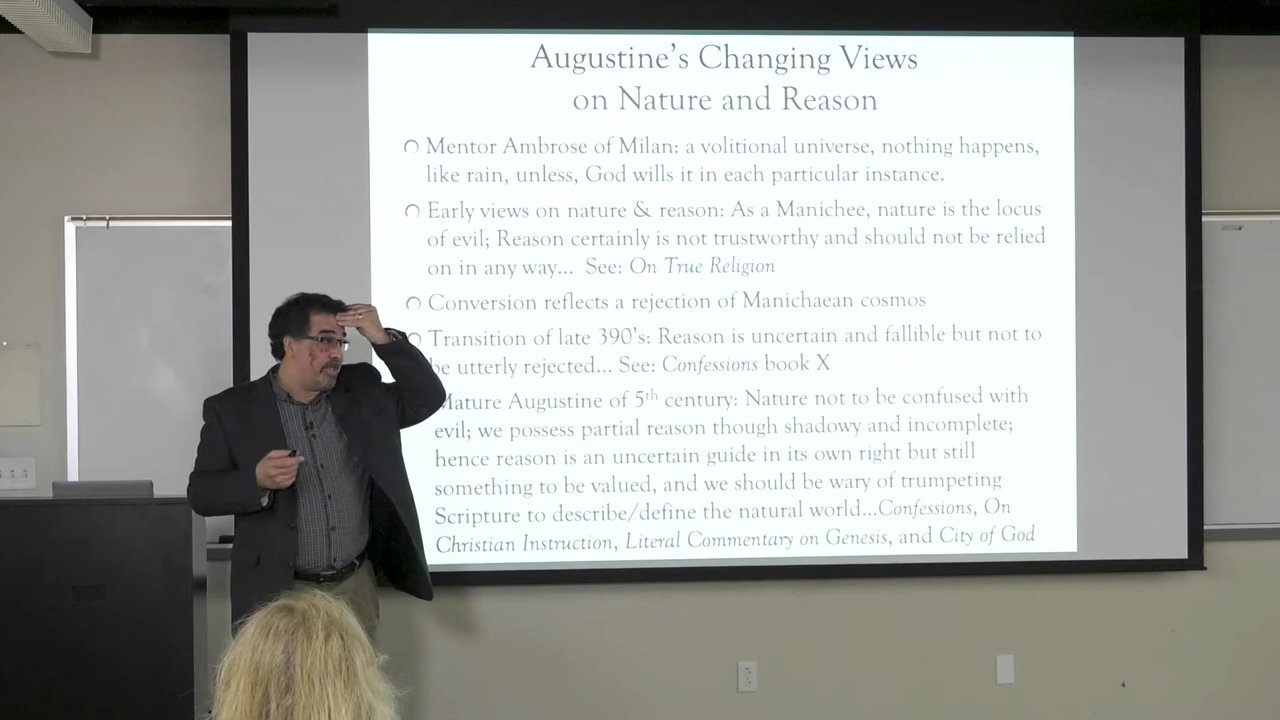 Augustine's Changing Views
on Nature and Reason
Mentor Ambrose of Milan: a volitional universe, nothing happens,
like rain, unless, God wills it in each particular instance.
Early views on nature & reason: As a Manichee, nature is the locus
of evil; Reason certainly is not trustworthy and should not be relied
on in any way... See: On True Religion
Conversion reflects a rejection of Manichaean cosmos
Transition of late 390's: Reason is uncertain and fallible but not to
be utterly rejected... See: Confessions book X
Mature Augustine of 5th century: Nature not to be confused with
evil; we possess partial reason though shadowy and incomplete;
hence reason is an uncertain guide in its own right but still
something to be valued, and we should be wary of trumpeting
Scripture to describe/define the natural world...Confessions, On
Christian Instruction, Literal Commentary on Genesis, and City of God